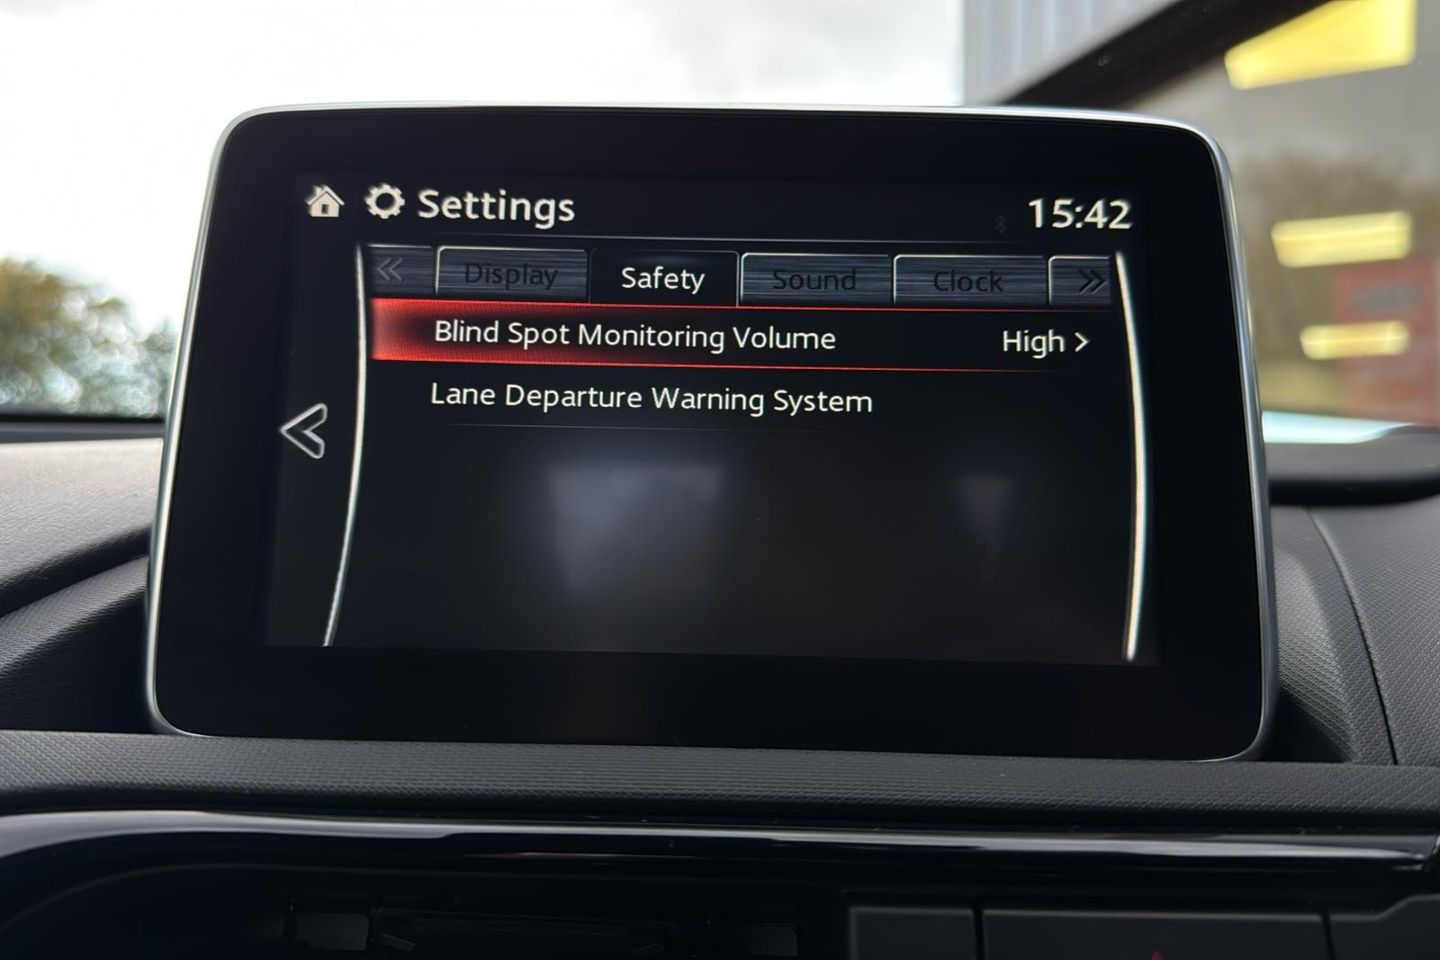 Settings
15:42
Display
Safety
Sound
Clock
Blind Spot Monitoring Volume
High >
Lane Departure Warning System